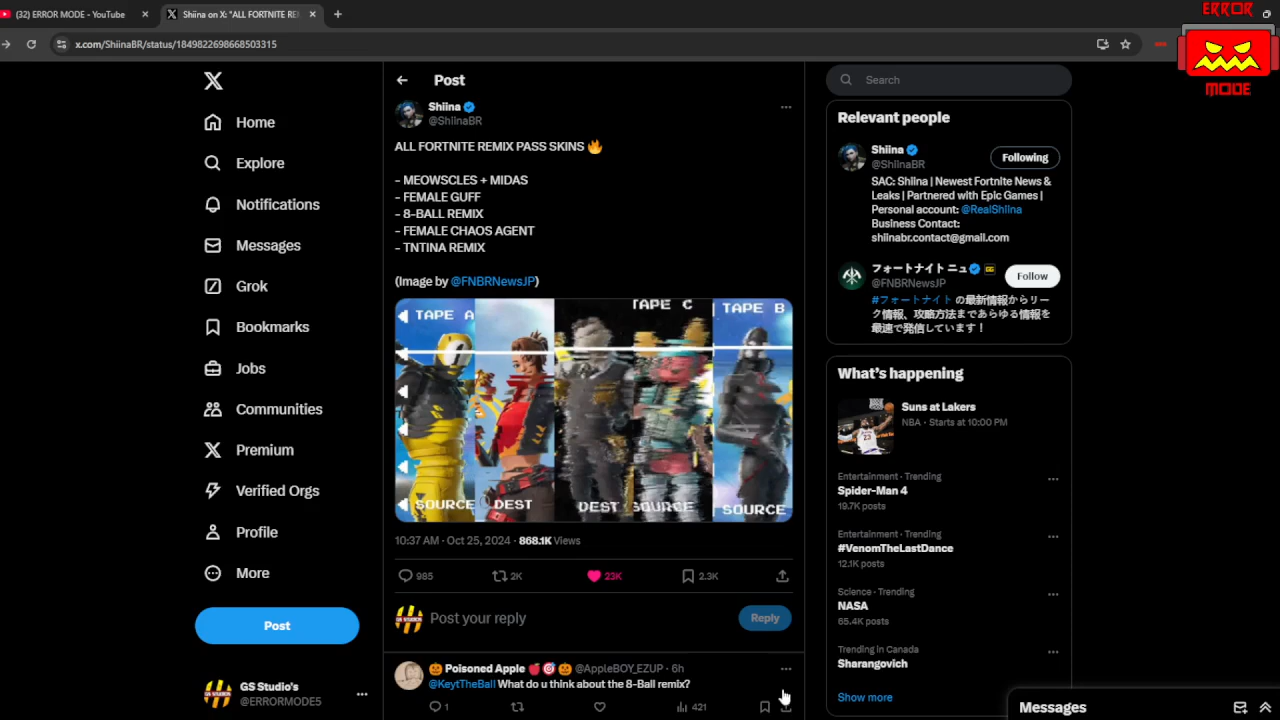 (32) ERROR MODE - YouTube
Shiina on X: "ALL FORTNITE RE
x.com/ShiinaBR/status/1849822698668503315
ERROR
MODE
Home
Explore
Notifications
Messages
Grok
Bookmarks
Jobs
Communities
Premium
Verified Orgs
Profile
More
Post
GS Studio's
@ERRORMODE5
Post
Shiina
@ShiinaBR
ALL FORTNITE REMIX PASS SKINS 🔥
- MEOWSCLES + MIDAS
- FEMALE GUFF
- 8-BALL REMIX
- FEMALE CHAOS AGENT
- TNTINA REMIX
(Image by @FNBRNewsJP)
TAPE A
TAPE C
TAPE B
SOURCE
DEST
DEST
SOURCE
SOURCE
10:37 AM · Oct 25, 2024 · 868.1K Views
985
2K
23K
2.3K
Post your reply
Reply
🎃 Poisoned Apple 🍎🎯🎃 @AppleBOY_EZUP · 6h
@KeytTheBall What do u think about the 8-Ball remix?
1
421
Search
Relevant people
Shiina
@ShiinaBR
Following
SAC: Shiina | Newest Fortnite News &
Leaks | Partnered with Epic Games |
Personal account: @RealShiina
Business Contact:
shiinabr.contact@gmail.com
フォートナイト ニュ
@FNBRNewsJP
Follow
#フォートナイト の最新情報からリー
ク情報、攻略方法まであらゆる情報を
最速で発信しています！
What's happening
Suns at Lakers
NBA · Starts at 10:00 PM
Entertainment · Trending
Spider-Man 4
19.7K posts
Entertainment · Trending
#VenomTheLastDance
12.1K posts
Science · Trending
NASA
65.4K posts
Trending in Canada
Sharangovich
Show more
Messages